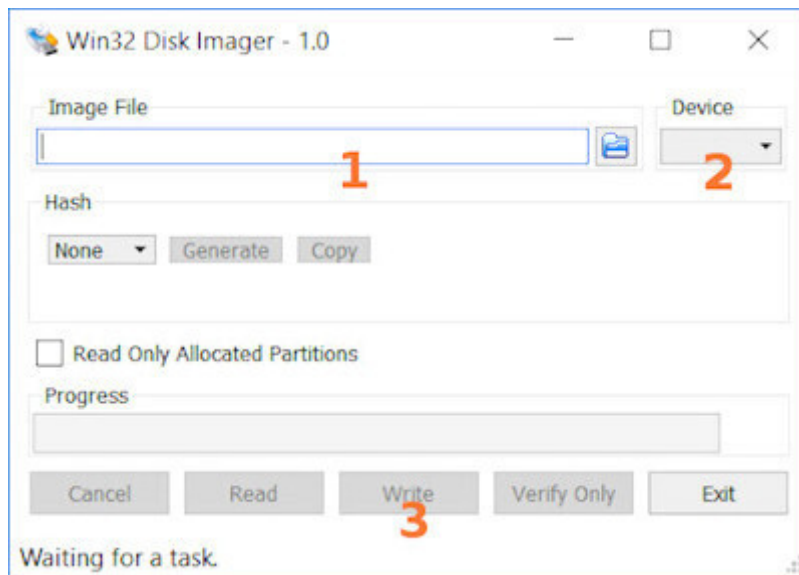 Win32 Disk Imager - 1.0
Image File Device
1 2
Hash
None Generate Copy
Read Only Allocated Partitions
Progress
Cancel Read Write Verify Only Exit
3
Waiting for a task.